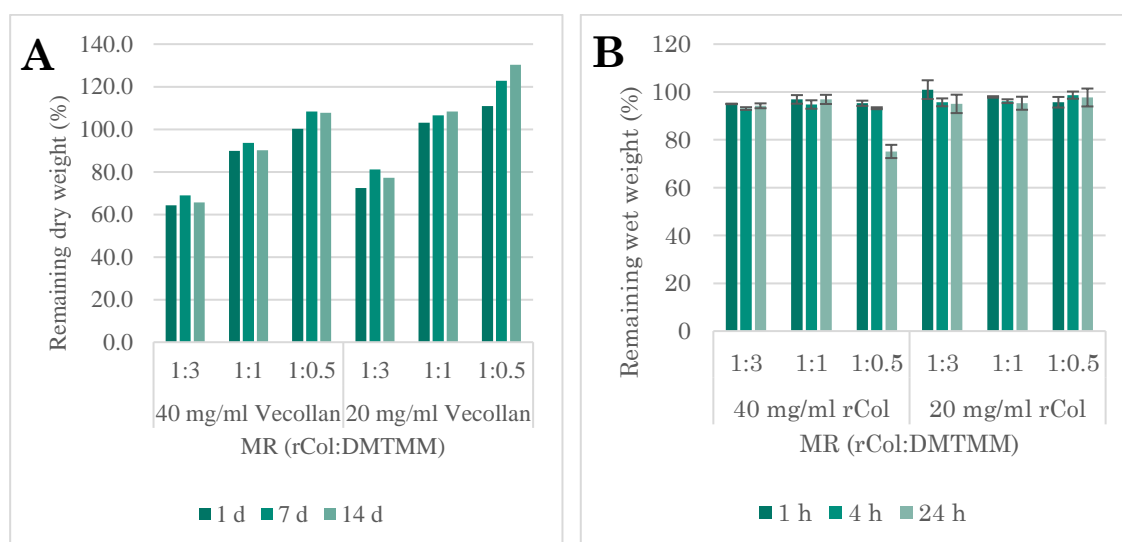 A
Remaining dry weight (%)
140.0
120.0
100.0
80.0
60.0
40.0
20.0
0.0
1:3 1:1 1:0.5 1:3 1:1 1:0.5
40 mg/ml Vecollan 20 mg/ml Vecollan
MR (rCol:DMTMM)
1 d 7 d 14 d
B
Remaining wet weight (%)
120
100
80
60
40
20
0
1:3 1:1 1:0.5 1:3 1:1 1:0.5
40 mg/ml rCol 20 mg/ml rCol
MR (rCol:DMTMM)
1 h 4 h 24 h